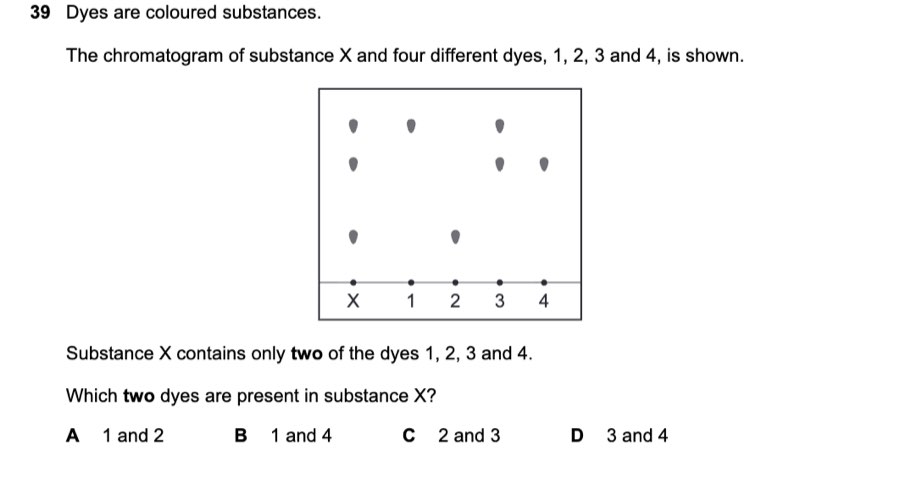 39 Dyes are coloured substances.
The chromatogram of substance X and four different dyes, 1, 2, 3 and 4, is shown.
X 1 2 3 4
Substance X contains only two of the dyes 1, 2, 3 and 4.
Which two dyes are present in substance X?
A 1 and 2 B 1 and 4 C 2 and 3 D 3 and 4